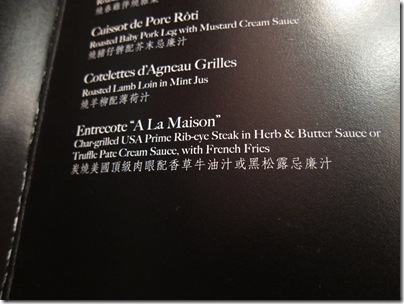 Caissot de Porc Rôti
Roasted Baby Pork Leg with Mustard Cream Sauce
燒豬仔髀配芥末忌廉汁
Cotelettes d'Agneau Grilles
Roasted Lamb Loin in Mint Jus
燒羊柳配薄荷汁
Entrecote "A La Maison"
Char-grilled USA Prime Rib-eye Steak in Herb & Butter Sauce or
Truffle Pate Cream Sauce, with French Fries
炭燒美國頂級肉眼配香草牛油汁或黑松露忌廉汁